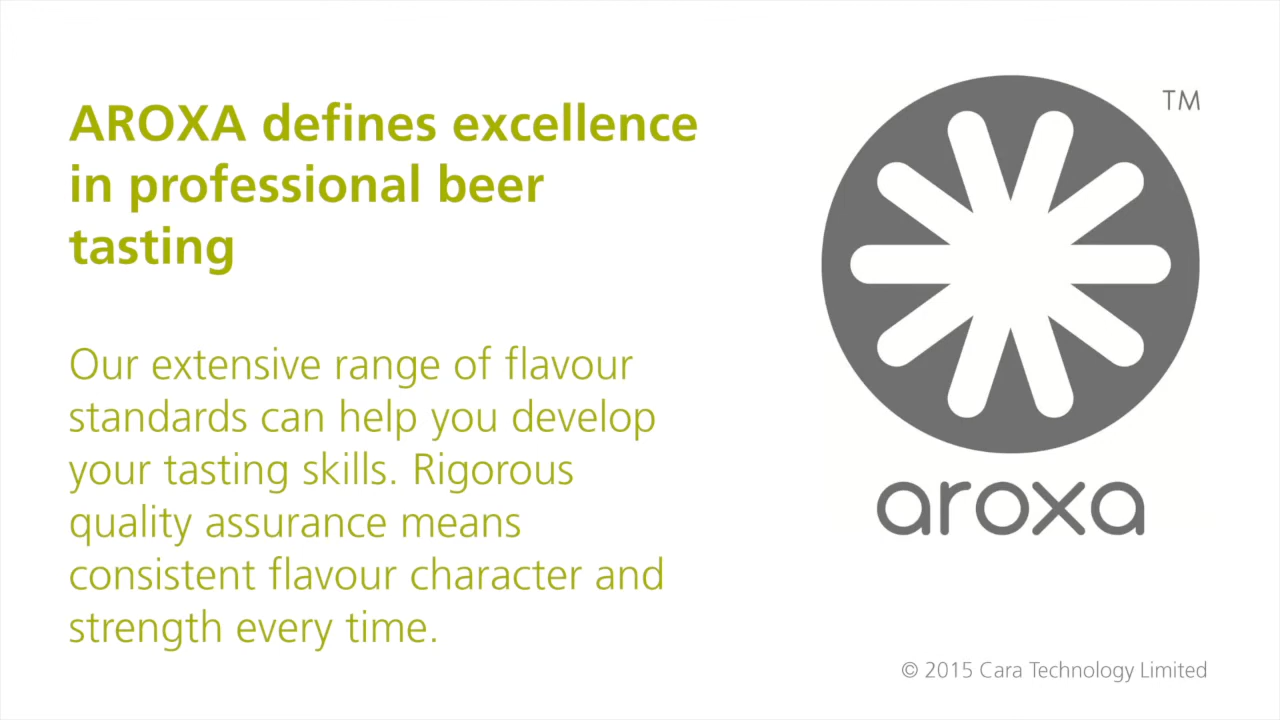 AROXA defines excellence
in professional beer
tasting
Our extensive range of flavour
standards can help you develop
your tasting skills. Rigorous
quality assurance means
consistent flavour character and
strength every time.
TM
aroxa
© 2015 Cara Technology Limited